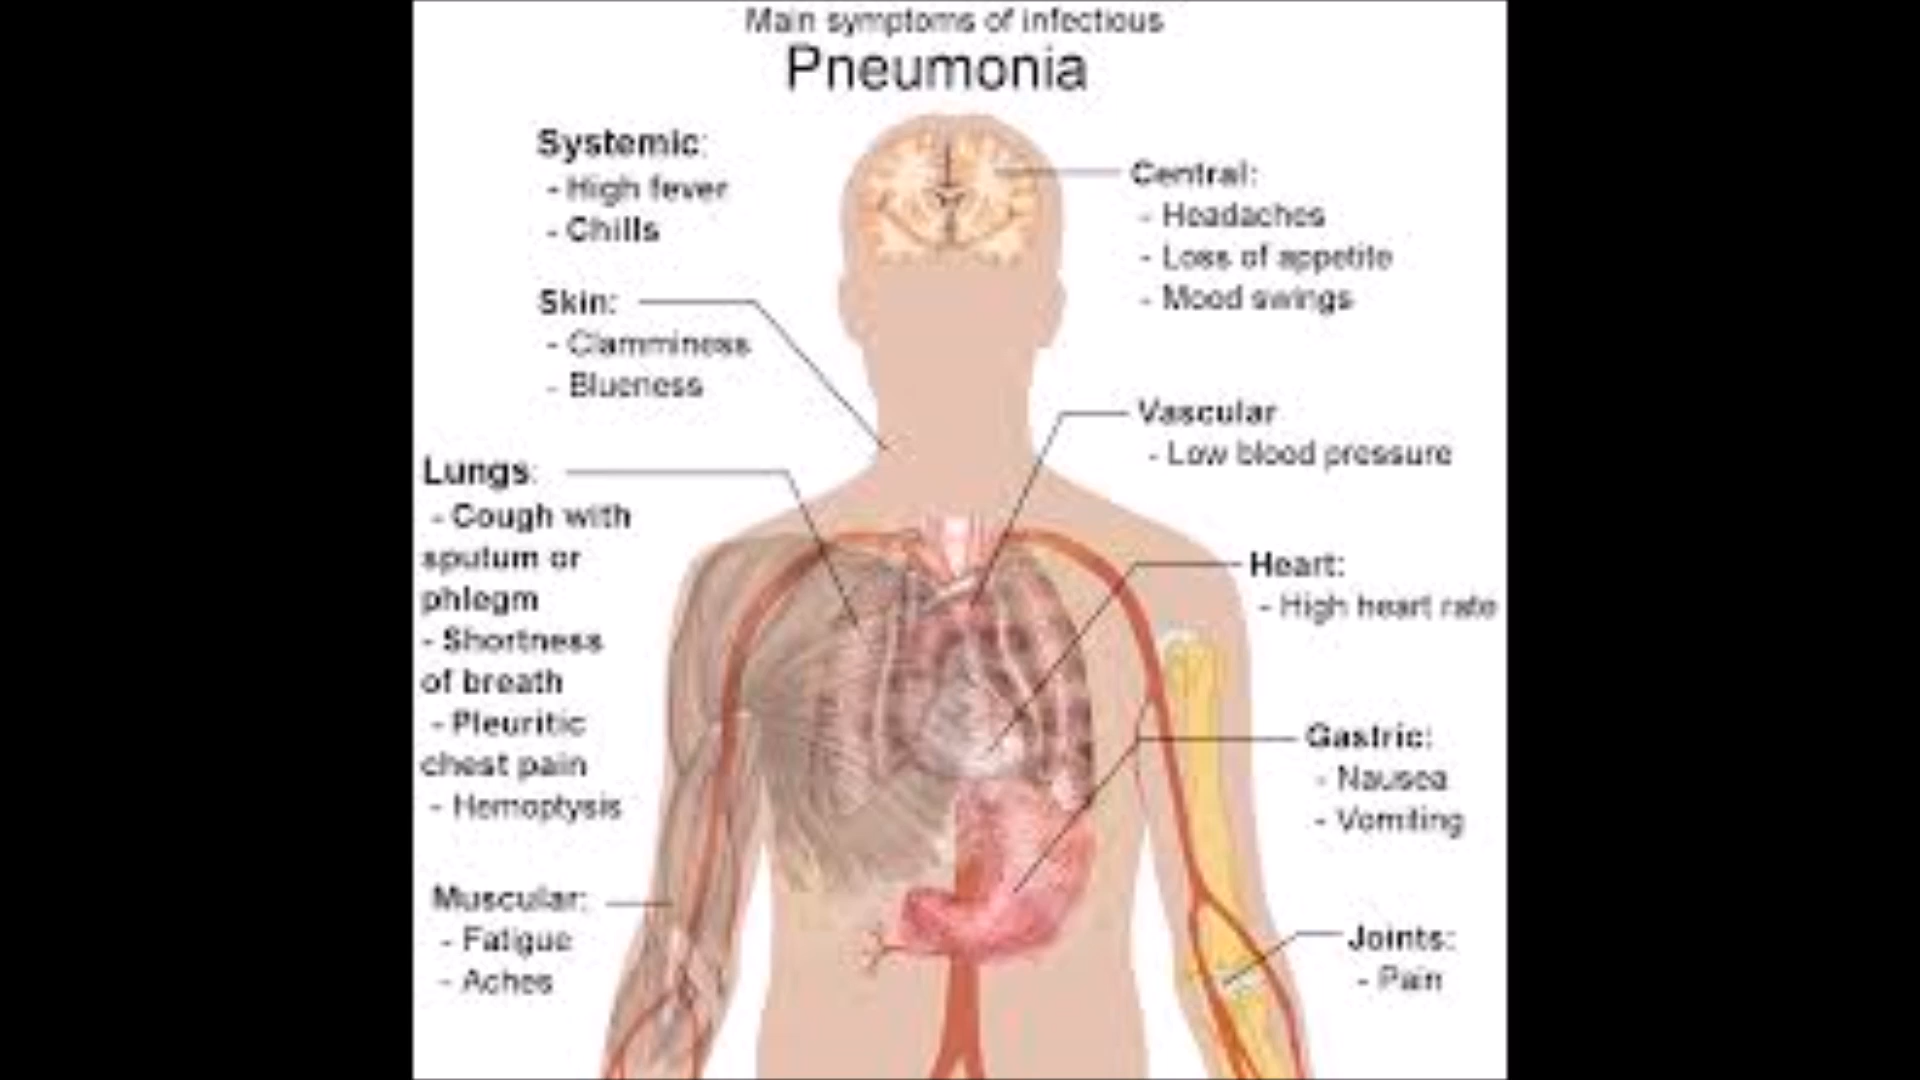 Main symptoms of infectious
Pneumonia
Systemic:
- High fever
- Chills
Skin:
- Clamminess
- Blueness
Lungs:
- Cough with
sputum or
phlegm
- Shortness
of breath
- Pleuritic
chest pain
- Hemoptysis
Muscular:
- Fatigue
- Aches
Central:
- Headaches
- Loss of appetite
- Mood swings
Vascular
- Low blood pressure
Heart:
- High heart rate
Gastric:
- Nausea
- Vomiting
Joints:
- Pain